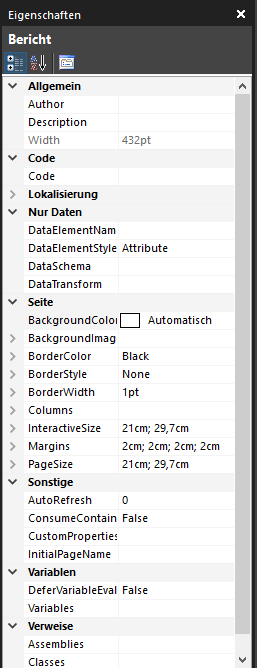 Eigenschaften
Bericht
Allgemein
Author
Description
Width 432pt
Code
Code
Lokalisierung
Nur Daten
DataElementNam
DataElementStyle Attribute
DataSchema
DataTransform
Seite
BackgroundColo Automatisch
BackgroundImag
BorderColor Black
BorderStyle None
BorderWidth 1pt
Columns
InteractiveSize 21cm; 29,7cm
Margins 2cm; 2cm; 2cm; 2cm
PageSize 21cm; 29,7cm
Sonstige
AutoRefresh 0
ConsumeContain False
CustomProperties
InitialPageName
Variablen
DeferVariableEval False
Variables
Verweise
Assemblies
Classes